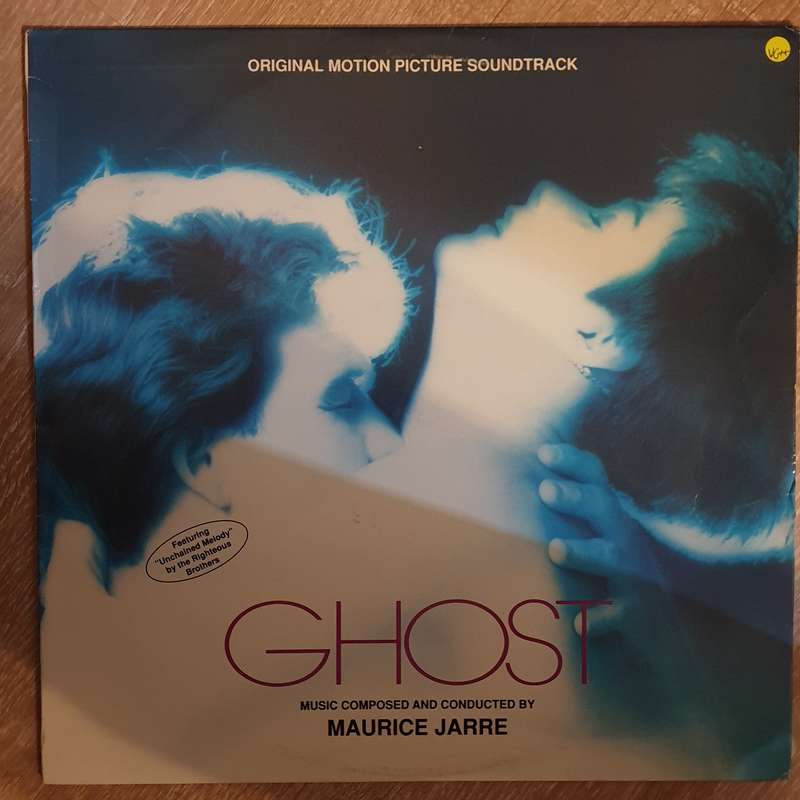 ORIGINAL MOTION PICTURE SOUNDTRACK
VG++
Featuring
"Unchained Melody"
by the Righteous
Brothers
GHOST
MUSIC COMPOSED AND CONDUCTED BY
MAURICE JARRE